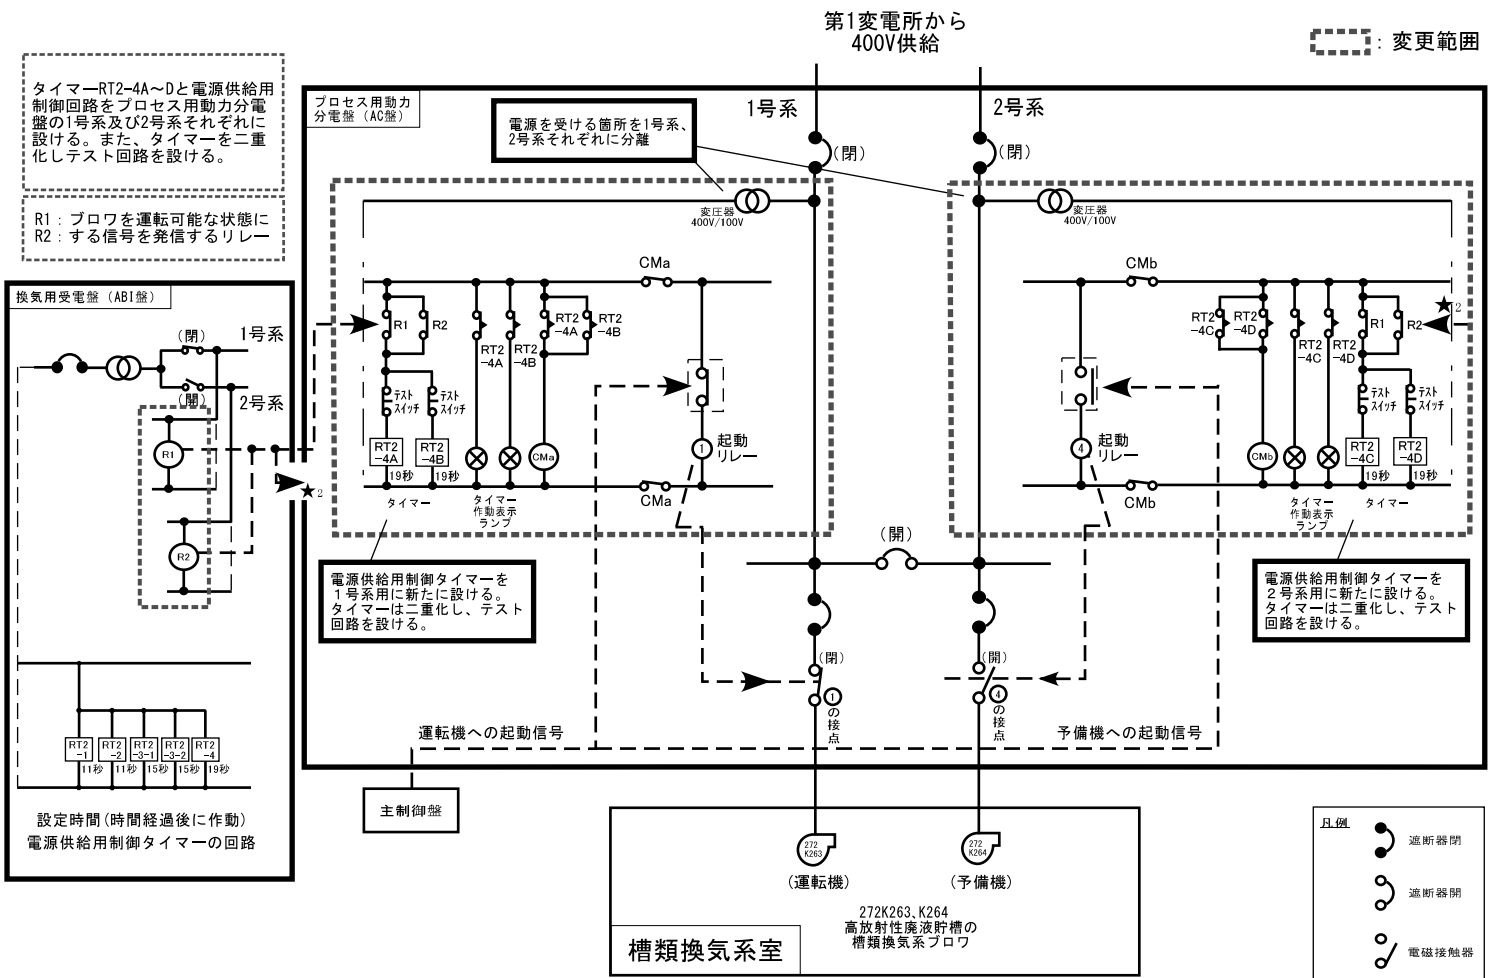 第1変電所から
400V供給
：変更範囲
タイマーRT2-4A～Dと電源供給用
制御回路をプロセス用動力分電
盤の1号系及び2号系それぞれに
設ける。また、タイマーを二重
化しテスト回路を設ける。
R1：ブロワを運転可能な状態に
R2：する信号を発信するリレー
プロセス用動力
分電盤（AC盤）
電源を受ける箇所を1号系、
2号系それぞれに分離
1号系
2号系
(閉)
(閉)
変圧器
400V/100V
変圧器
400V/100V
CMa
R1
R2
RT2
-4A
RT2
-4B
RT2
-4A
RT2
-4B
テスト
スイッチ
テスト
スイッチ
RT2
-4A
19秒
RT2
-4B
19秒
CMa
1
起動
リレー
CMa
タイマー
タイマー
作動表示
ランプ
CMb
RT2
-4C
RT2
-4D
RT2
-4C
RT2
-4D
R1
R2
★2
テスト
スイッチ
テスト
スイッチ
4
起動
リレー
CMb
RT2
-4C
19秒
RT2
-4D
19秒
CMb
タイマー
作動表示
ランプ
タイマー
換気用受電盤（ABI盤）
(閉)
1号系
(開)
2号系
R1
★2
R2
電源供給用制御タイマーを
1号系用に新たに設ける。
タイマーは二重化し、テスト
回路を設ける。
(開)
電源供給用制御タイマーを
2号系用に新たに設ける。
タイマーは二重化し、テスト
回路を設ける。
(閉)
1
の
接
点
(開)
4
の
接
点
運転機への起動信号
予備機への起動信号
RT2
-1
11秒
RT2
-2
11秒
RT2
-3-1
15秒
RT2
-3-2
15秒
RT2
-4
19秒
設定時間(時間経過後に作動)
電源供給用制御タイマーの回路
主制御盤
272
K263
(運転機)
272
K264
(予備機)
272K263、K264
高放射性廃液貯槽の
槽類換気系ブロワ
槽類換気系室
凡例
遮断器閉
遮断器開
電磁接触器